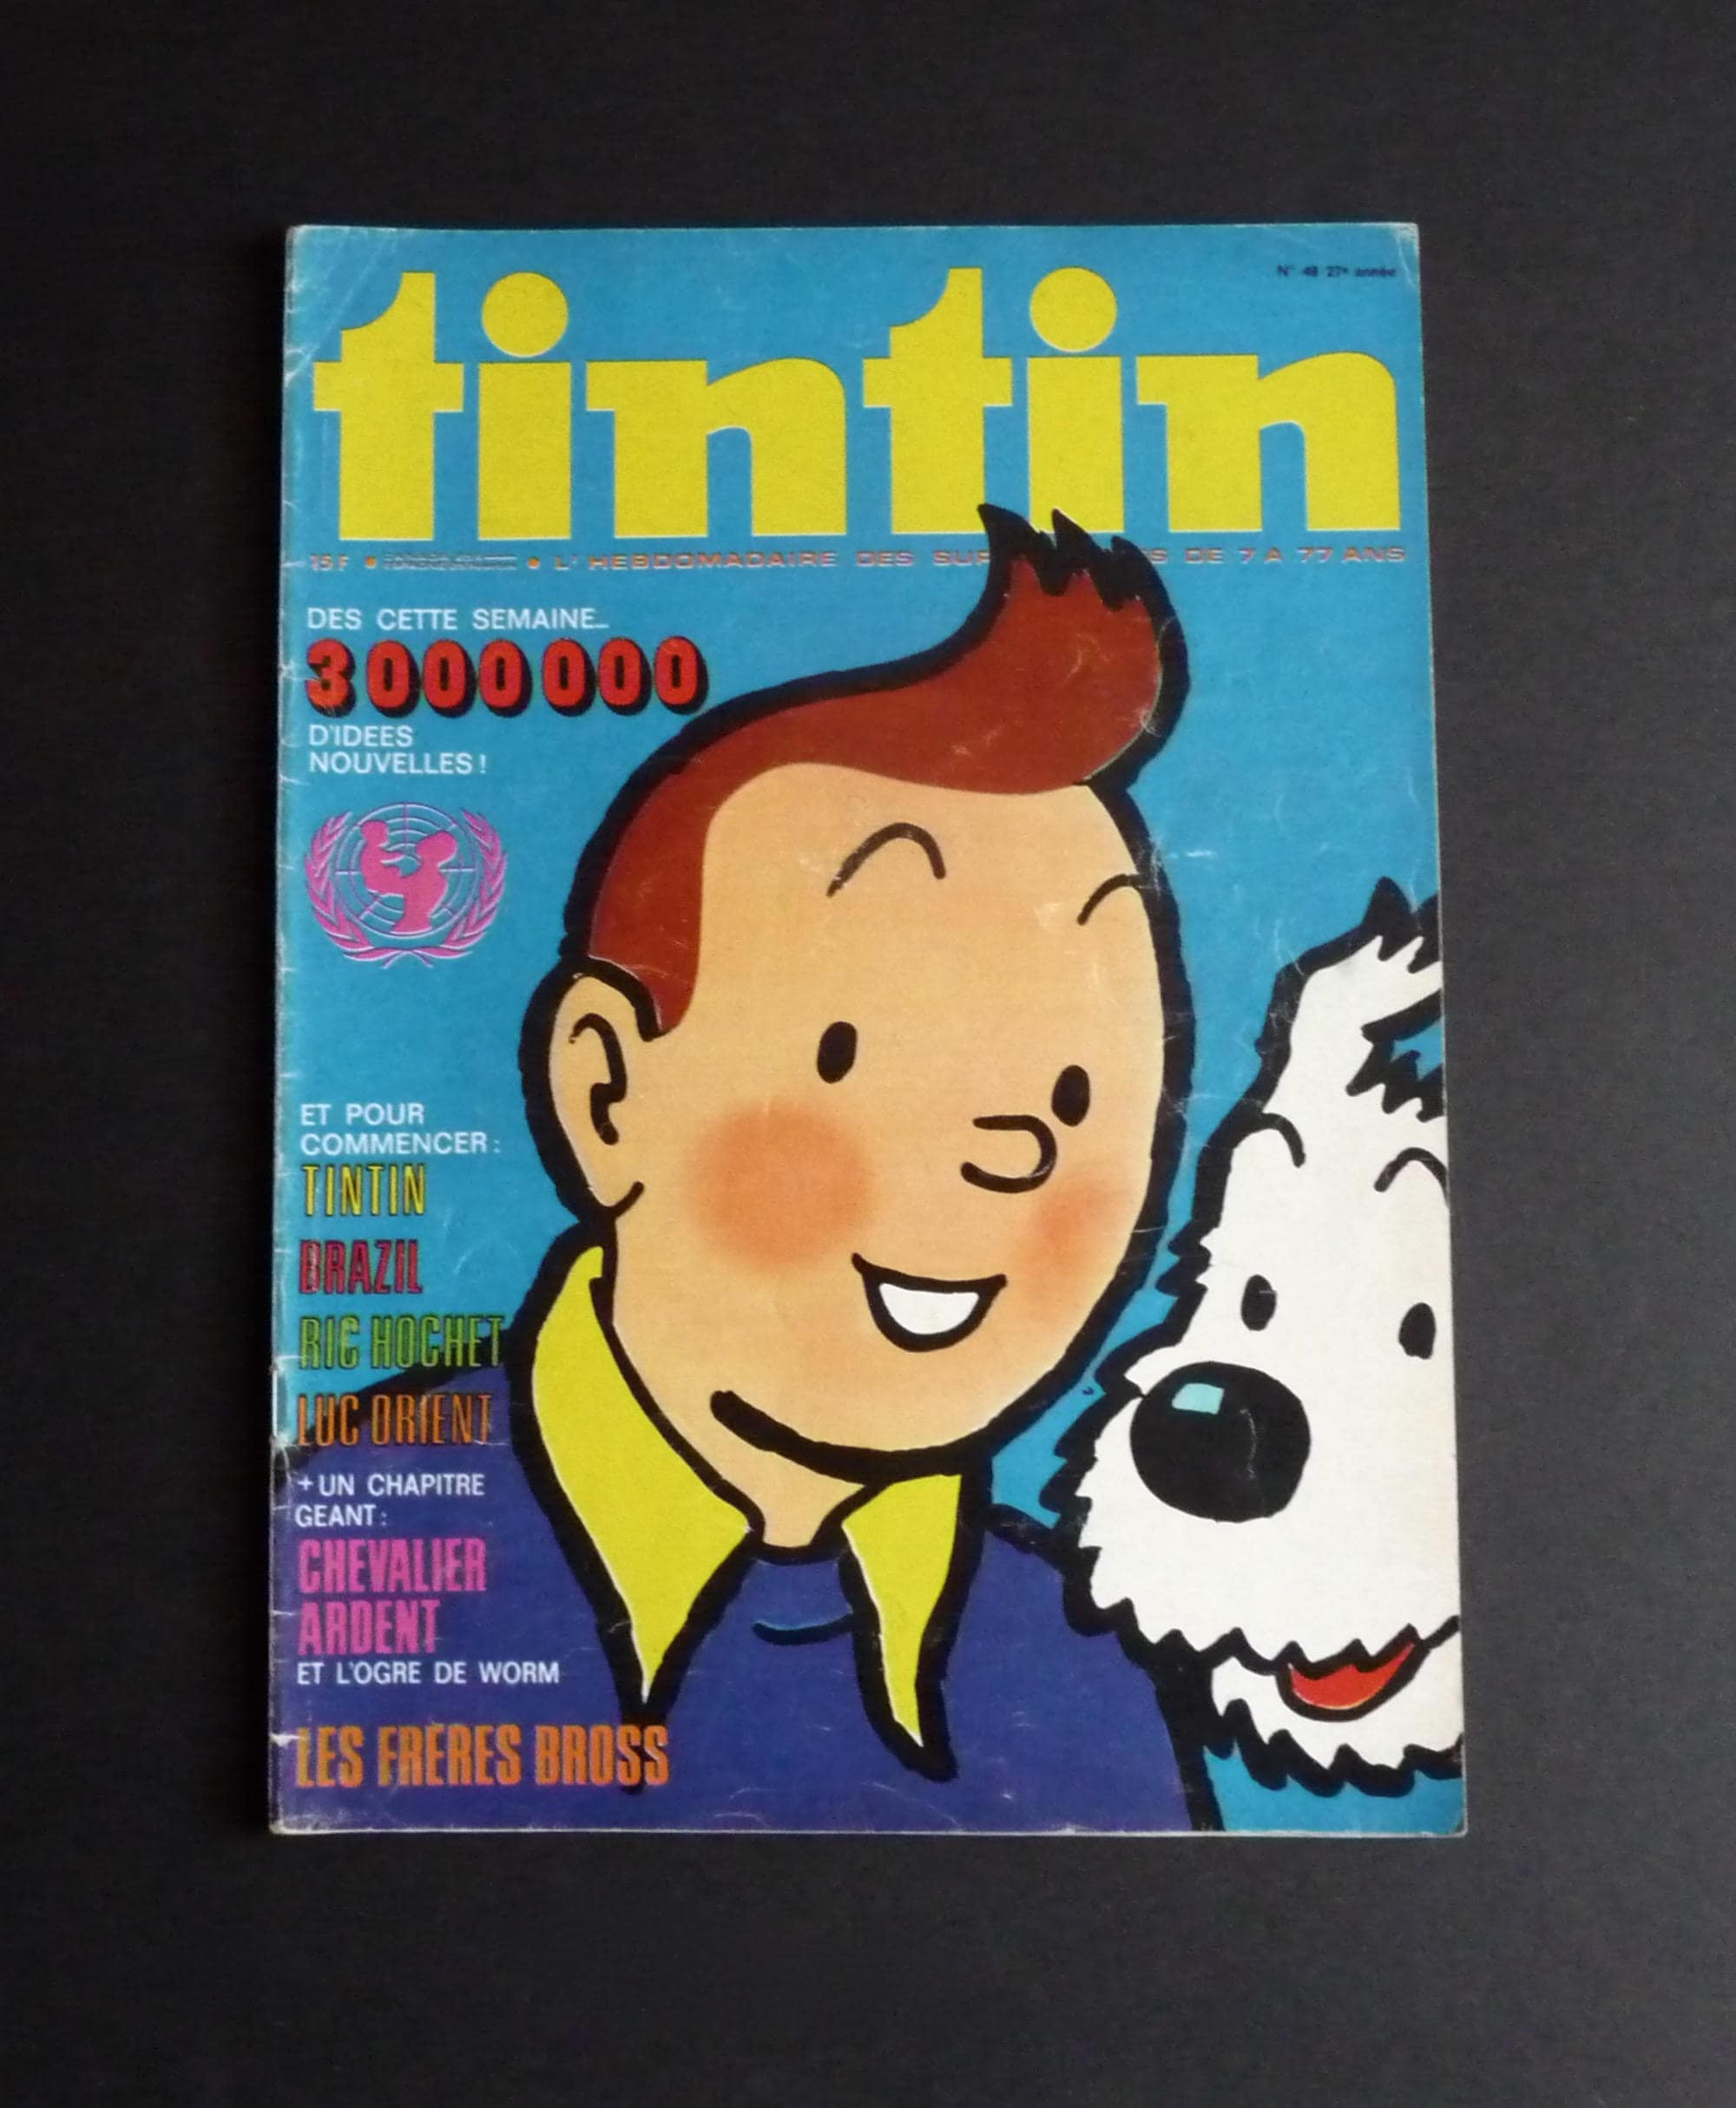 N° 48 27e année
tintin
15F • • L'HEBDOMADAIRE DES DE 7 A 77 ANS
DES CETTE SEMAINE...
3 000 000
D'IDEES
NOUVELLES !
ET POUR
COMMENCER :
TINTIN
BRAZIL
RIC HOCHET
LUC ORIENT
+ UN CHAPITRE
GEANT :
CHEVALIER
ARDENT
ET L'OGRE DE WORM
LES FRERES BROSS